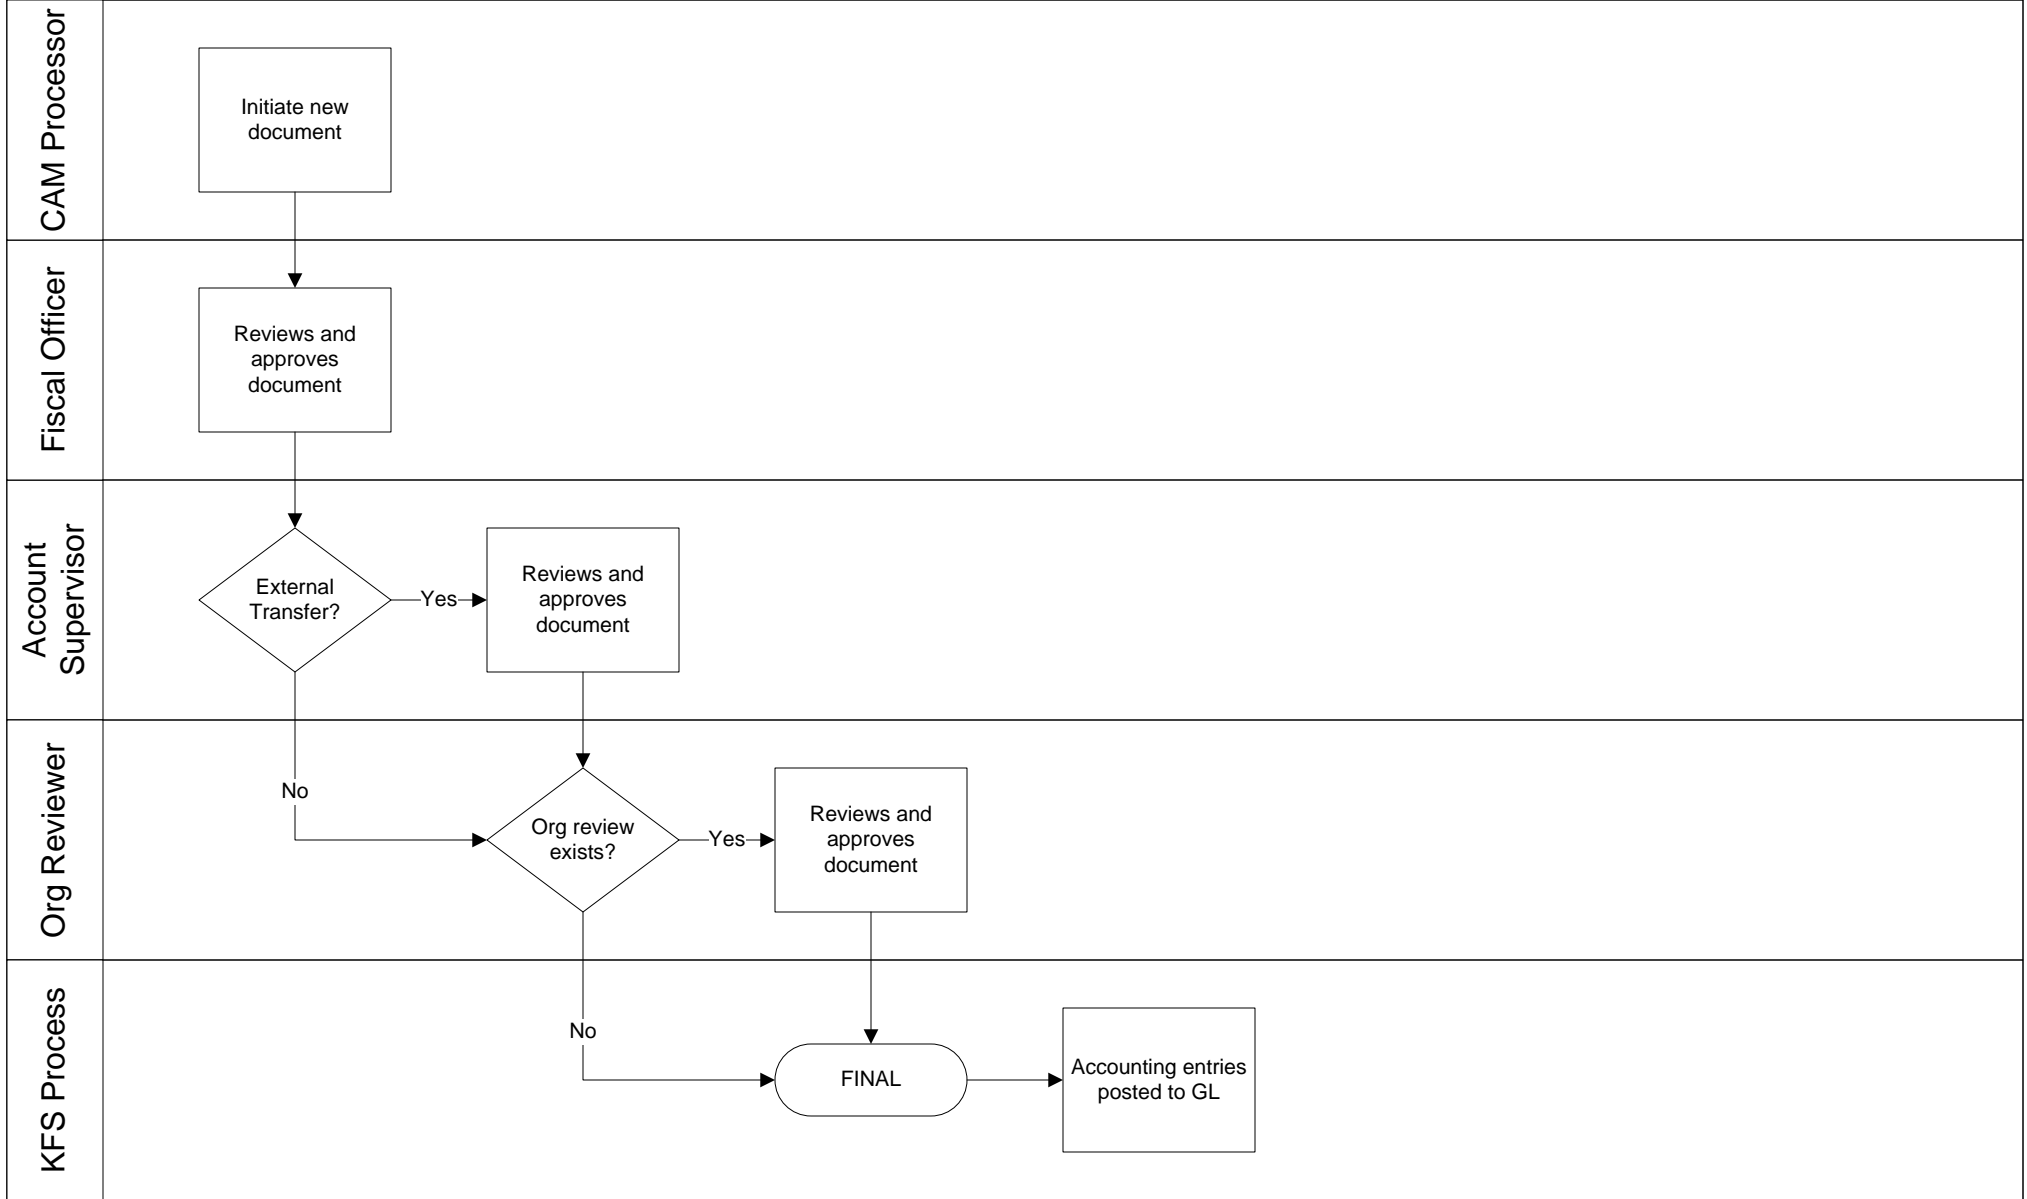 CAM Processor
Initiate new
document
Fiscal Officer
Reviews and
approves
document
Account
Supervisor
External
Transfer?
Yes
Reviews and
approves
document
Org Reviewer
No
Org review
exists?
Yes
Reviews and
approves
document
KFS Process
No
FINAL
Accounting entries
posted to GL